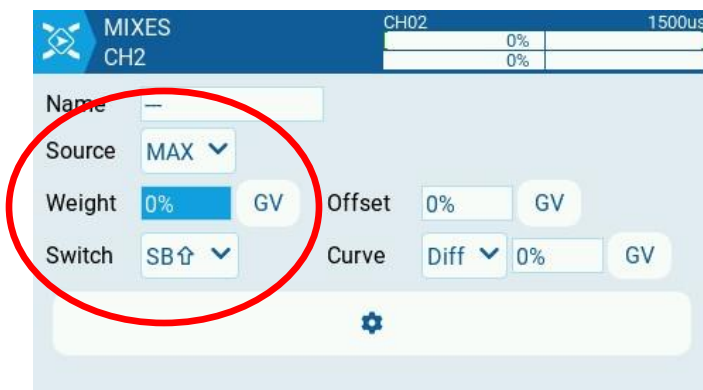 MIXES
CH2
CH02 1500us
0%
0%
Name ---
Source MAX
Weight 0% GV Offset 0% GV
Switch SB⇧ Curve Diff 0% GV